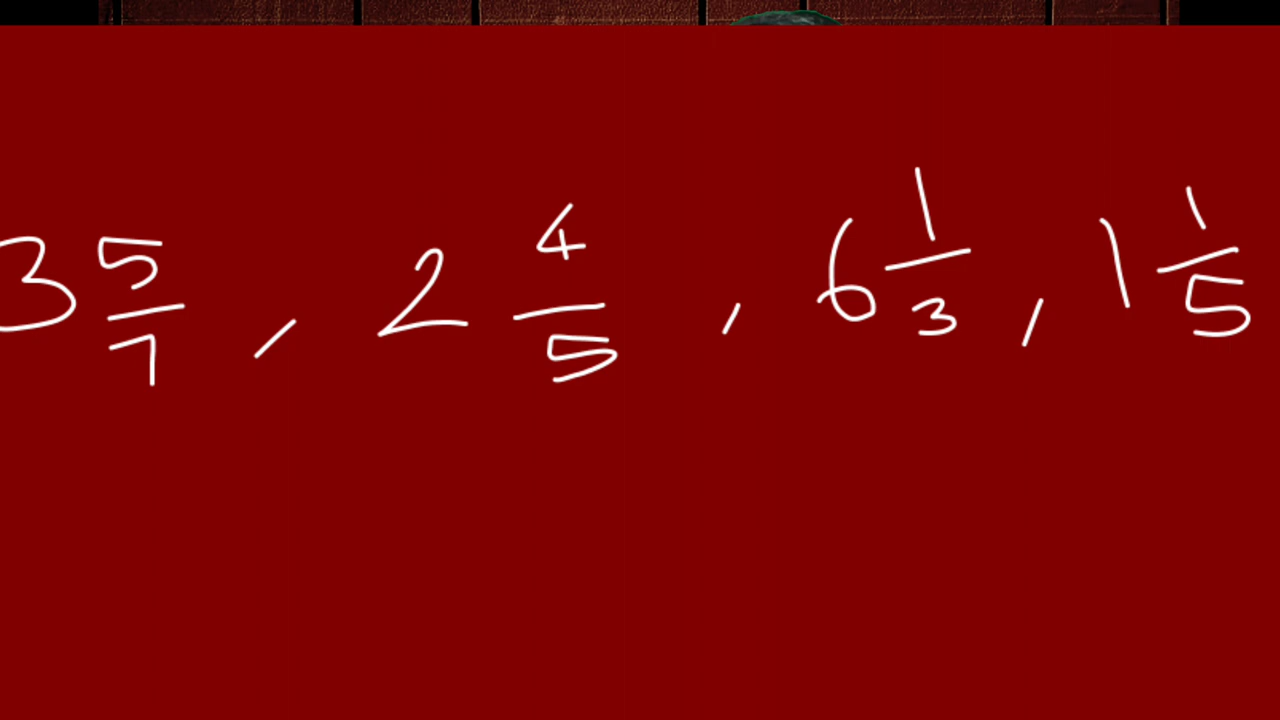 3 5/7 , 2 4/5 , 6 1/3 , 1 1/5